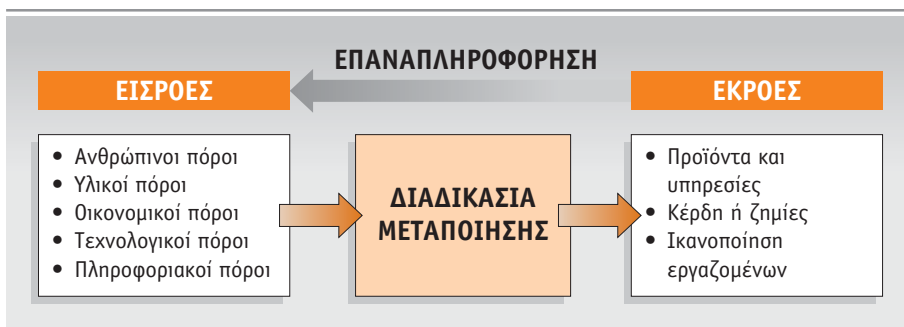 ΕΠΑΝΑΠΛΗΡΟΦΟΡΗΣΗ
ΕΙΣΡΟΕΣ
ΕΚΡΟΕΣ
• Ανθρώπινοι πόροι
• Υλικοί πόροι
• Οικονομικοί πόροι
• Τεχνολογικοί πόροι
• Πληροφοριακοί πόροι
ΔΙΑΔΙΚΑΣΙΑ
ΜΕΤΑΠΟΙΗΣΗΣ
• Προϊόντα και
υπηρεσίες
• Κέρδη ή ζημίες
• Ικανοποίηση
εργαζομένων